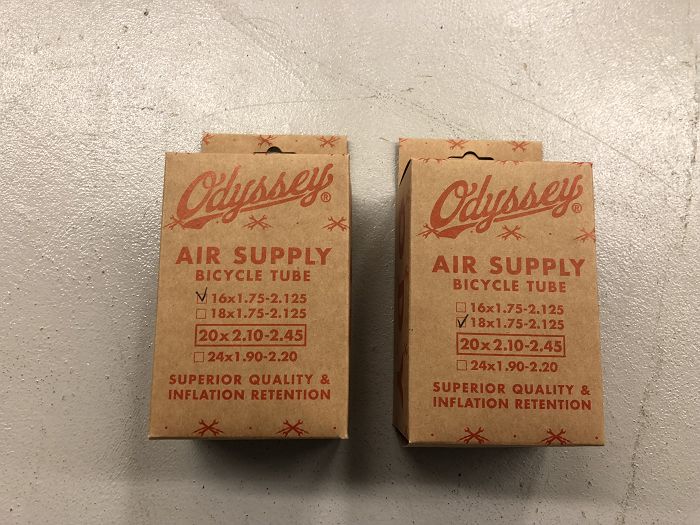 Odyssey®
AIR SUPPLY
BICYCLE TUBE
16x1.75-2.125
18x1.75-2.125
20x2.10-2.45
24x1.90-2.20
SUPERIOR QUALITY &
INFLATION RETENTION
Odyssey®
AIR SUPPLY
BICYCLE TUBE
16x1.75-2.125
18x1.75-2.125
20x2.10-2.45
24x1.90-2.20
SUPERIOR QUALITY &
INFLATION RETENTION